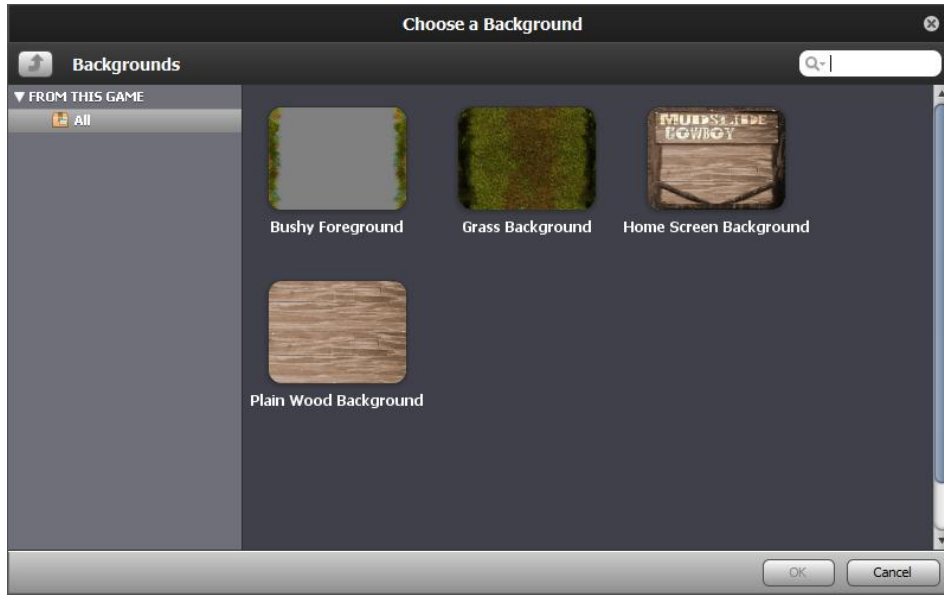 Choose a Background
Backgrounds
FROM THIS GAME
All
MUDSLIDE
COWBOY
Bushy Foreground
Grass Background
Home Screen Background
Plain Wood Background
OK
Cancel